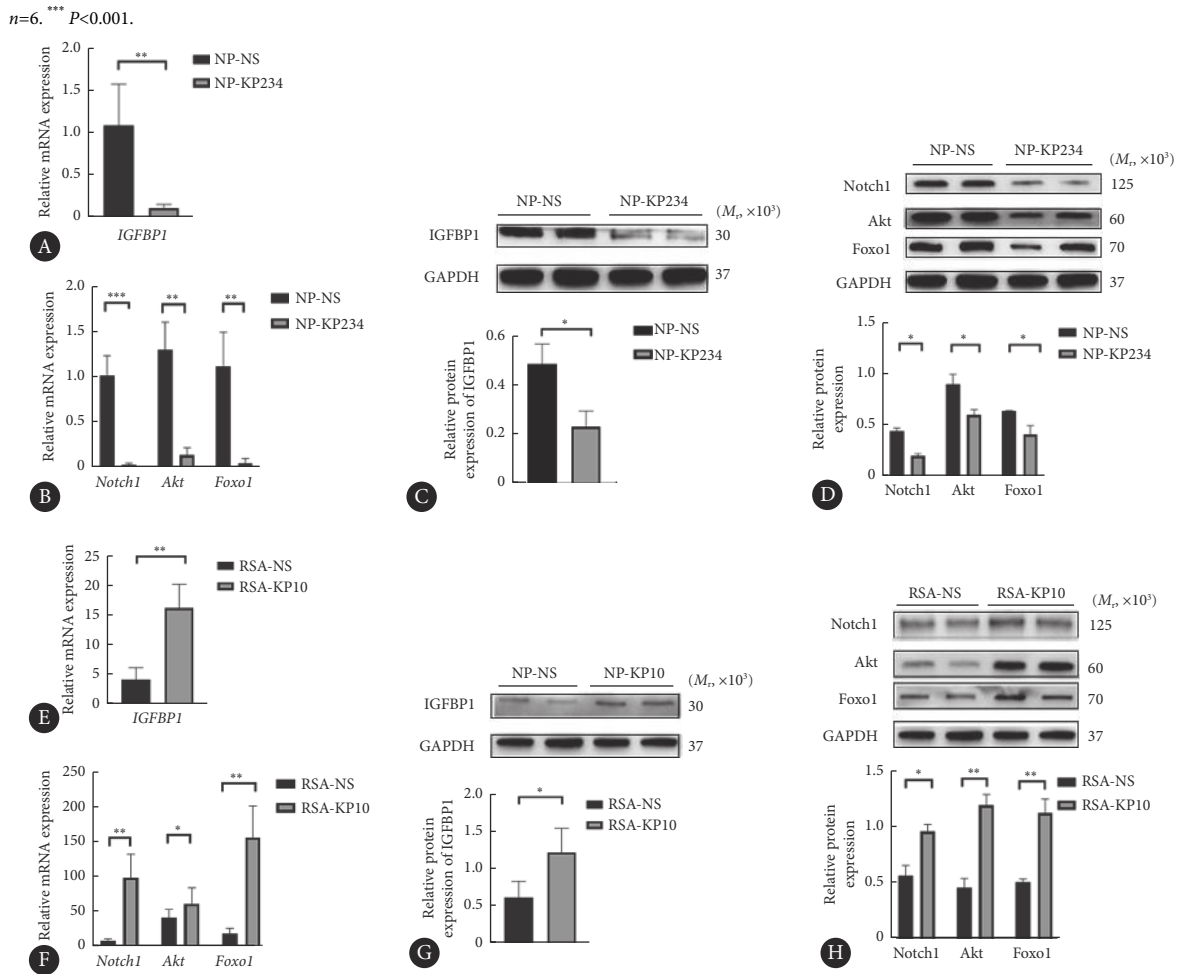 n=6. *** P<0.001.
Relative mRNA expression
2.0
1.5
1.0
0.5
0
**
NP-NS
NP-KP234
IGFBP1
A
Relative mRNA expression
2.0
1.5
1.0
0.5
0
***
**
**
NP-NS
NP-KP234
Notch1 Akt Foxo1
B
NP-NS NP-KP234 (Mr, ×10³)
IGFBP1 30
GAPDH 37
Relative protein
expression of IGFBP1
0.6
0.4
0.2
0
*
NP-NS
NP-KP234
C
NP-NS NP-KP234 (Mr, ×10³)
Notch1 125
Akt 60
Foxo1 70
GAPDH 37
Relative protein
expression
1.5
1.0
0.5
0
*
*
*
NP-NS
NP-KP234
Notch1 Akt Foxo1
D
Relative mRNA expression
25
20
15
10
5
0
**
RSA-NS
RSA-KP10
IGFBP1
E
Relative mRNA expression
250
200
150
100
50
0
**
*
**
RSA-NS
RSA-KP10
Notch1 Akt Foxo1
F
NP-NS NP-KP10 (Mr, ×10³)
IGFBP1 30
GAPDH 37
Relative protein
expression of IGFBP1
2.0
1.5
1.0
0.5
0
*
RSA-NS
RSA-KP10
G
RSA-NS RSA-KP10 (Mr, ×10³)
Notch1 125
Akt 60
Foxo1 70
GAPDH 37
Relative protein
expression
1.5
1.0
0.5
0
*
**
**
RSA-NS
RSA-KP10
Notch1 Akt Foxo1
H